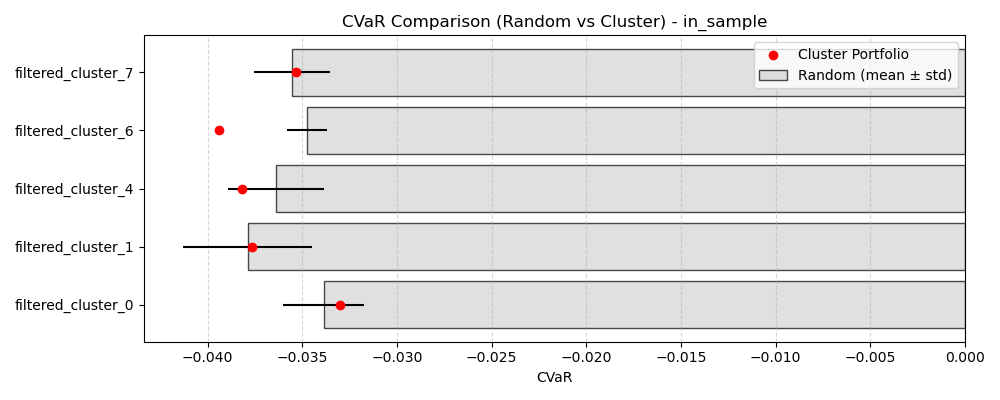 CVaR Comparison (Random vs Cluster) - in_sample
Cluster Portfolio
Random (mean ± std)
filtered_cluster_7
filtered_cluster_6
filtered_cluster_4
filtered_cluster_1
filtered_cluster_0
−0.040 −0.035 −0.030 −0.025 −0.020 −0.015 −0.010 −0.005 0.000
CVaR